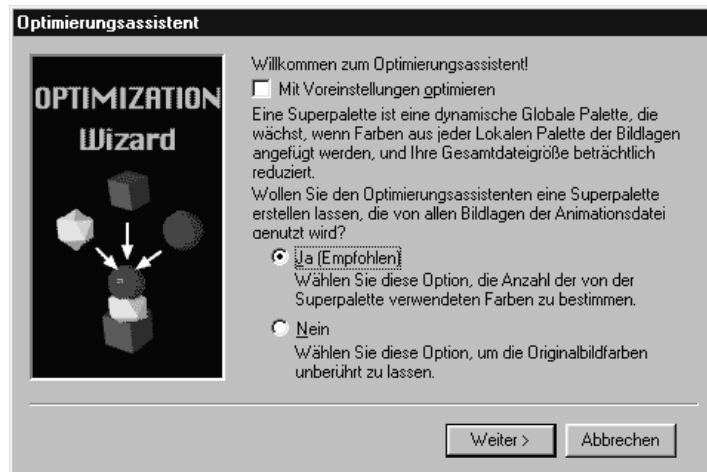 Optimierungsassistent
OPTIMIZATION
Wizard
Willkommen zum Optimierungsassistent!
Mit Voreinstellungen optimieren
Eine Superpalette ist eine dynamische Globale Palette, die
wächst, wenn Farben aus jeder Lokalen Palette der Bildlagen
angefügt werden, und Ihre Gesamtdateigröße beträchtlich
reduziert.
Wollen Sie den Optimierungsassistenten eine Superpalette
erstellen lassen, die von allen Bildlagen der Animationsdatei
genutzt wird?
Ja (Empfohlen)
Wählen Sie diese Option, die Anzahl der von der
Superpalette verwendeten Farben zu bestimmen.
Nein
Wählen Sie diese Option, um die Originalbildfarben
unberührt zu lassen.
Weiter >
Abbrechen